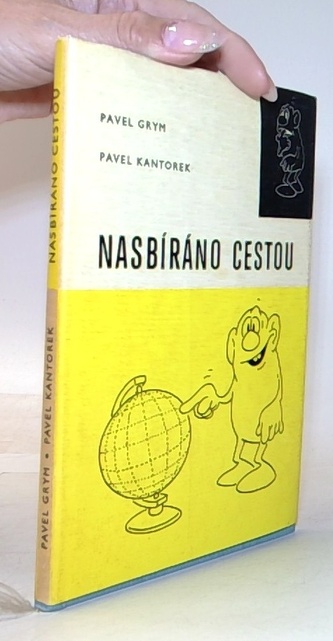 PAVEL GRYM
PAVEL KANTOREK
NASBÍRÁNO CESTOU
PAVEL GRYM • PAVEL KANTOREK NASBÍRÁNO CESTOU